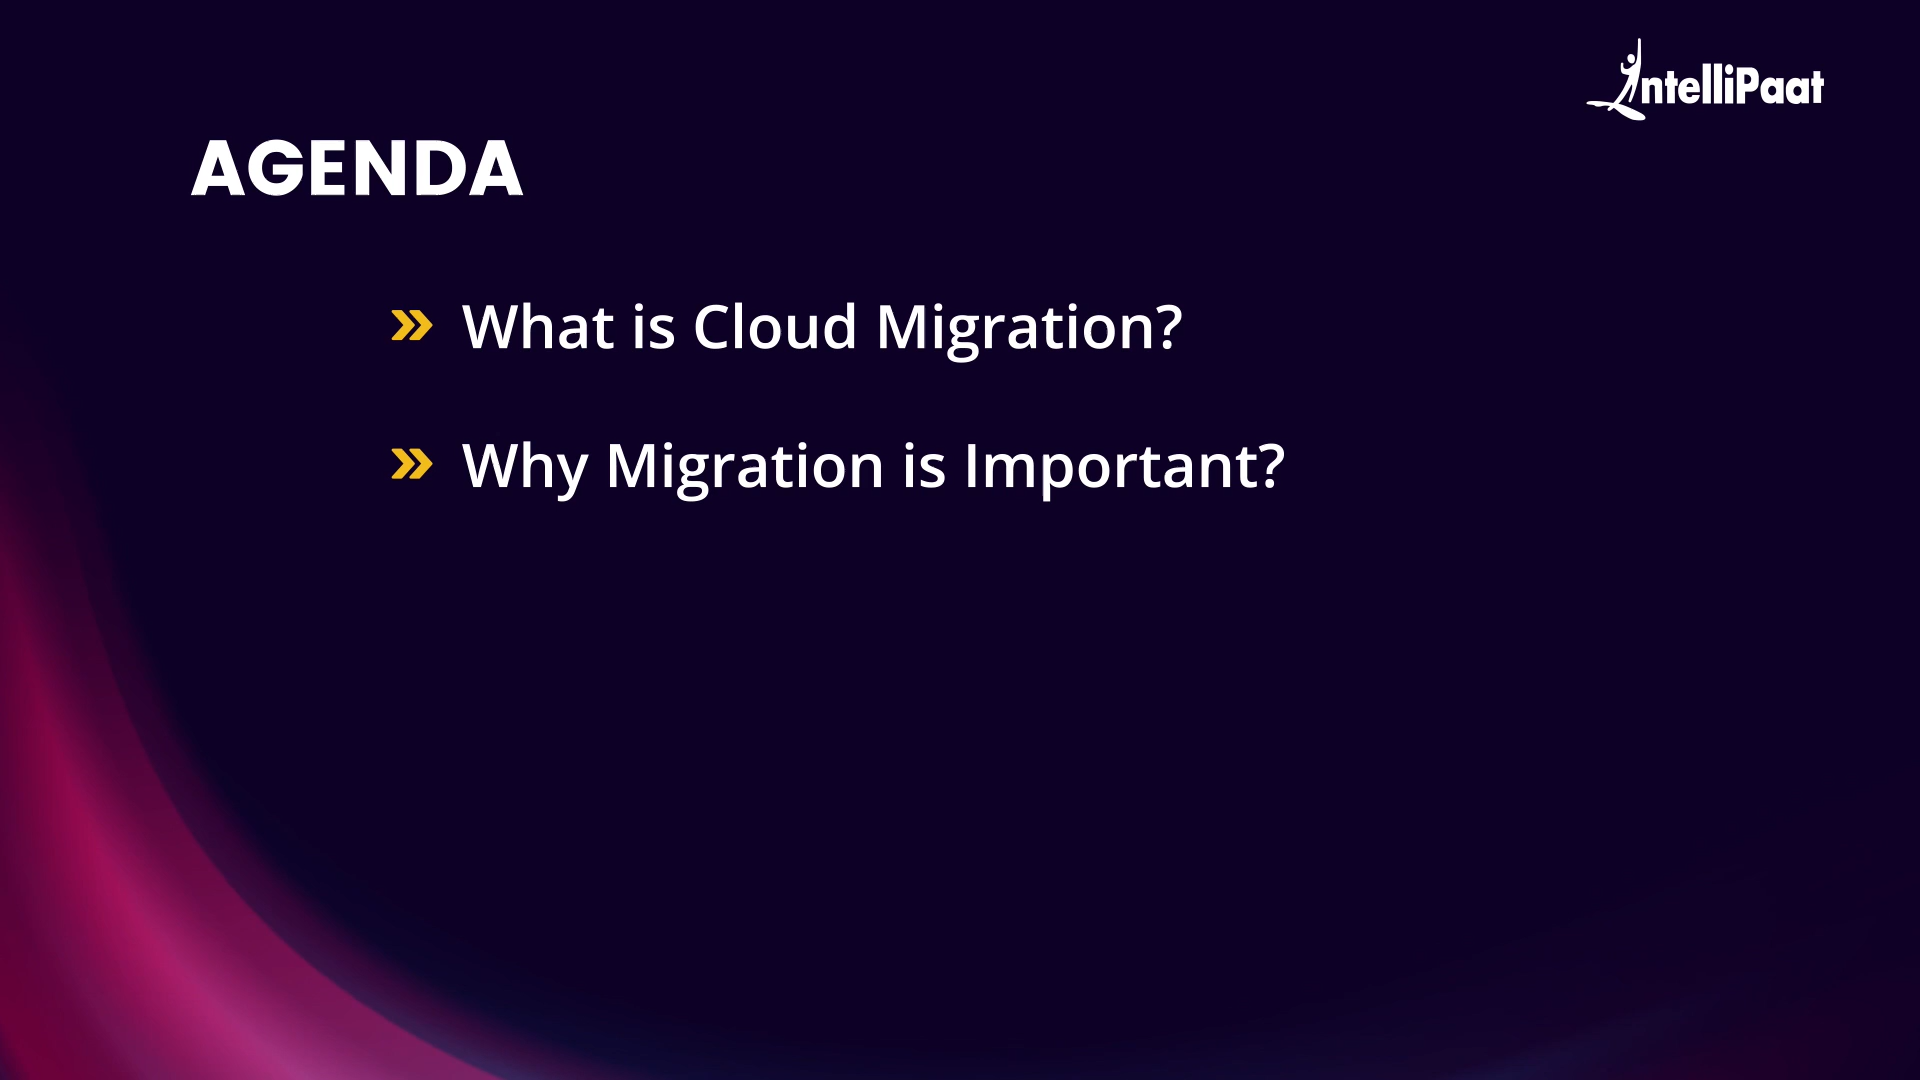 IntelliPaat
AGENDA
» What is Cloud Migration?
» Why Migration is Important?